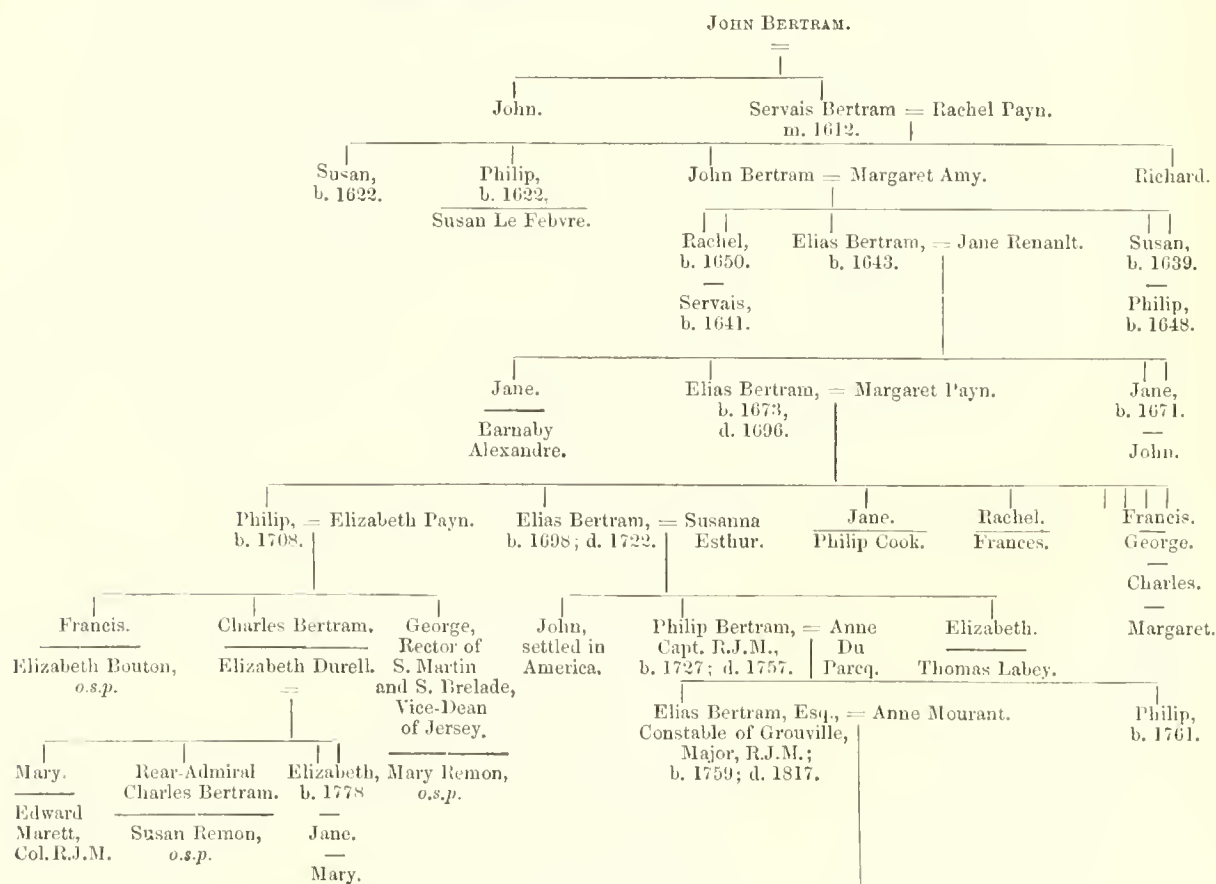 JOHN BERTRAM.
=
John.
Servais Bertram = Rachel Payn.
m. 1612.
Susan,
b. 1622.
Philip,
b. 1622,
Susan Le Febvre.
John Bertram = Margaret Amy.
Richard.
Rachel,
b. 1650.
—
Servais,
b. 1641.
Elias Bertram, = Jane Renault.
b. 1643.
Susan,
b. 1639.
—
Philip,
b. 1648.
Jane.
Barnaby
Alexandre.
Elias Bertram, = Margaret Payn.
b. 1673,
d. 1696.
Jane,
b. 1671.
—
John.
Philip, = Elizabeth Payn.
b. 1708.
Elias Bertram, = Susanna
b. 1698; d. 1722. Esthur.
Jane.
Philip Cook.
Rachel.
Frances.
Francis.
George.
—
Charles.
—
Margaret.
Francis.
Elizabeth Bouton,
o.s.p.
Charles Bertram.
Elizabeth Durell.
=
George,
Rector of
S. Martin
and S. Brelade,
Vice-Dean
of Jersey.
Mary Remon,
o.s.p.
John,
settled in
America.
Philip Bertram, = Anne
Capt. R.J.M., Du
b. 1727; d. 1757. Parcq.
Elizabeth.
Thomas Labey.
Mary.
Edward
Marett,
Col. R.J.M.
Rear-Admiral
Charles Bertram.
Susan Remon,
o.s.p.
Elizabeth,
b. 1778
—
Jane.
—
Mary.
Elias Bertram, Esq., = Anne Mourant.
Constable of Grouville,
Major, R.J.M.;
b. 1759; d. 1817.
Philip,
b. 1761.